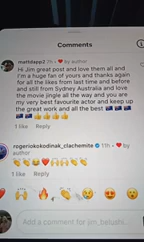 Comments
mattdapp2 2h • ❤️ by author
Hi Jim great post and love them all and
I'm a huge fan of yours and thanks again
for all the likes from last time and before
and still from Sydney Australia and love
the movie jingle all the way and you are
my very best favourite actor and keep up
the great work and all the best 🇦🇺 🇦🇺 🇦🇺
🇦🇺 🇦🇺 👍 👍 👍 👍
1 like Reply
rogeriokokodinak_clachemite 11h • ❤️ by
author
1 like Reply
Add a comment for jim_belushi...